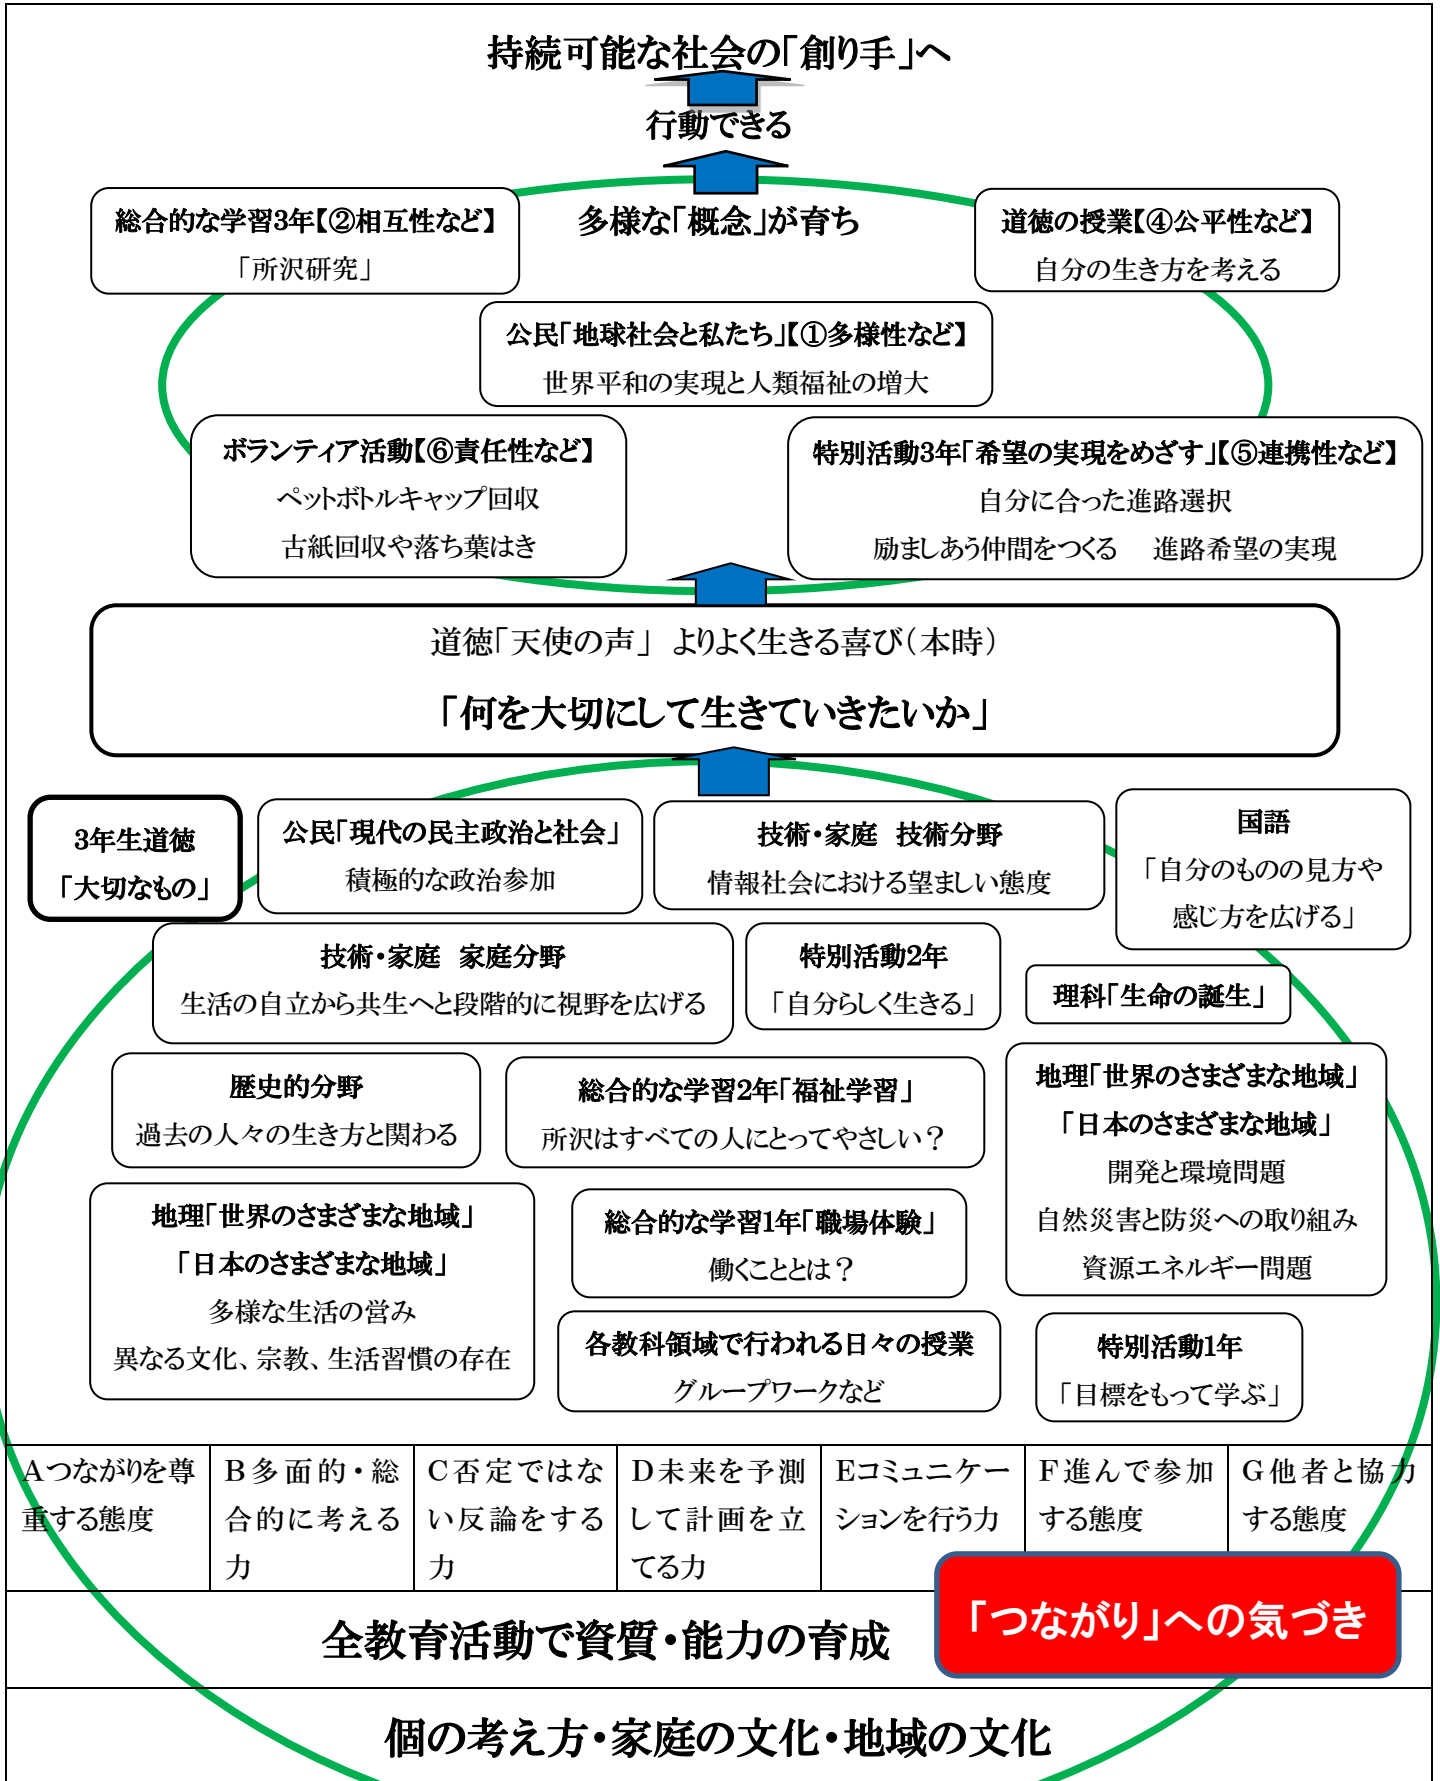 持続可能な社会の「創り手」へ
行動できる
多様な「概念」が育ち
総合的な学習3年【②相互性など】
「所沢研究」
道徳の授業【④公平性など】
自分の生き方を考える
公民「地球社会と私たち」【①多様性など】
世界平和の実現と人類福祉の増大
ボランティア活動【⑥責任性など】
ペットボトルキャップ回収
古紙回収や落ち葉はき
特別活動3年「希望の実現をめざす」【⑤連携性など】
自分に合った進路選択
励ましあう仲間をつくる　進路希望の実現
道徳「天使の声」 よりよく生きる喜び（本時）
「何を大切にして生きていきたいか」
3年生道徳
「大切なもの」
公民「現代の民主政治と社会」
積極的な政治参加
技術・家庭　技術分野
情報社会における望ましい態度
国語
「自分のものの見方や
感じ方を広げる」
技術・家庭　家庭分野
生活の自立から共生へと段階的に視野を広げる
特別活動2年
「自分らしく生きる」
理科「生命の誕生」
歴史的分野
過去の人々の生き方と関わる
総合的な学習2年「福祉学習」
所沢はすべての人にとってやさしい？
地理「世界のさまざまな地域」
「日本のさまざまな地域」
開発と環境問題
自然災害と防災への取り組み
資源エネルギー問題
地理「世界のさまざまな地域」
「日本のさまざまな地域」
多様な生活の営み
異なる文化、宗教、生活習慣の存在
総合的な学習1年「職場体験」
働くこととは？
各教科領域で行われる日々の授業
グループワークなど
特別活動1年
「目標をもって学ぶ」
Aつながりを尊
重する態度
B多面的・総
合的に考える
力
C否定ではな
い反論をする
力
D未来を予測
して計画を立
てる力
Eコミュニケー
ションを行う力
F進んで参加
する態度
G他者と協力
する態度
「つながり」への気づき
全教育活動で資質・能力の育成
個の考え方・家庭の文化・地域の文化